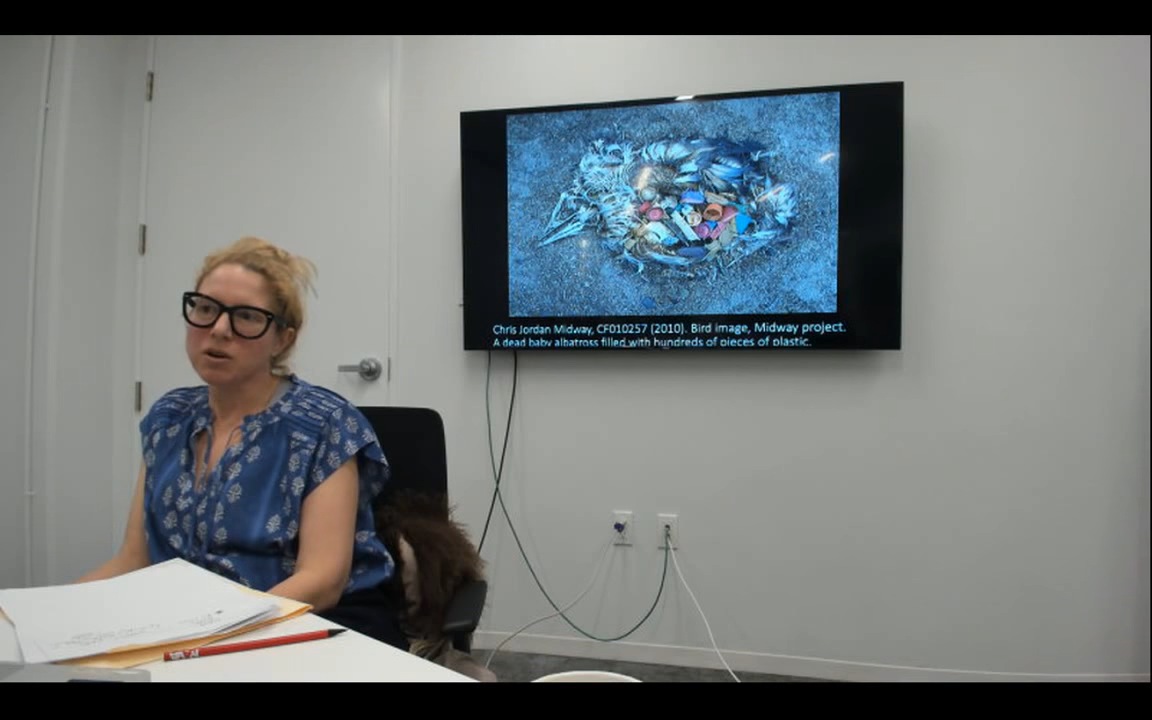 Chris Jordan Midway, CF010257 (2010). Bird image, Midway project.
A dead baby albatross filled with hundreds of pieces of plastic.